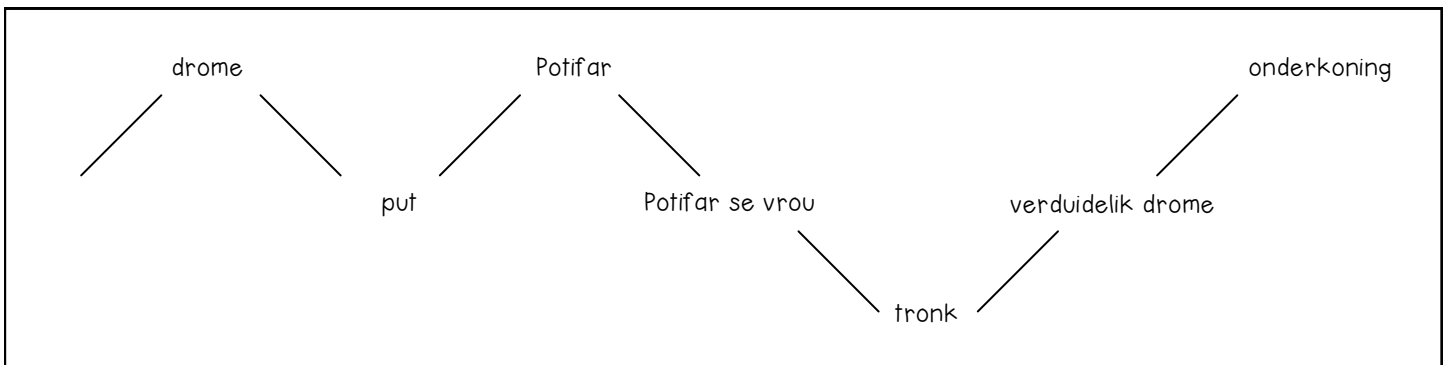 drome
Potifar
onderkoning
put
Potifar se vrou
verduidelik drome
tronk